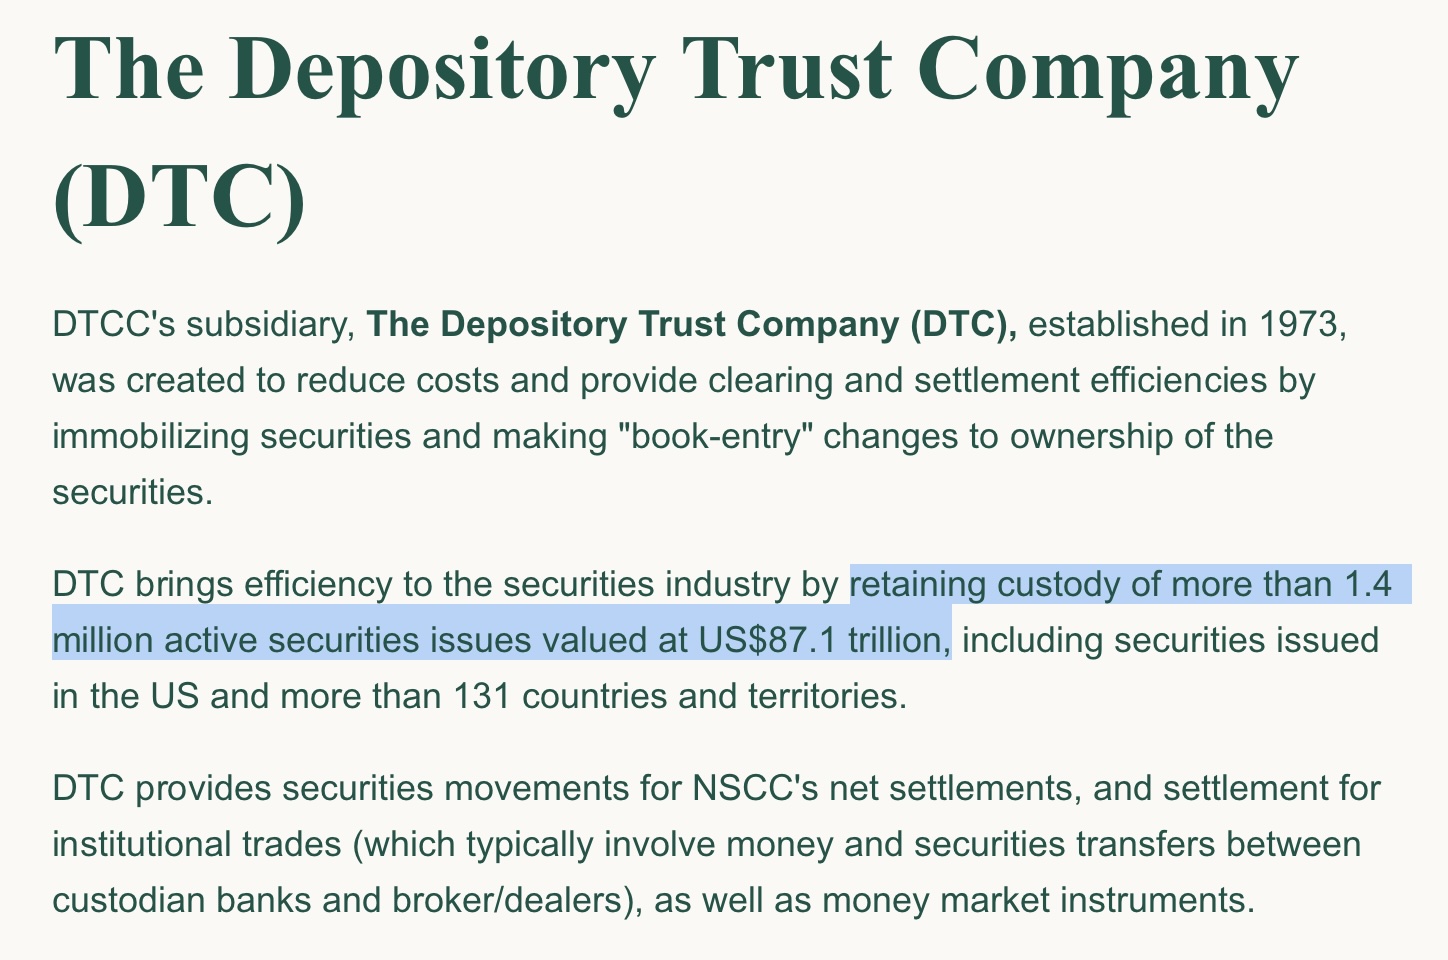 The Depository Trust Company
(DTC)
DTCC's subsidiary, The Depository Trust Company (DTC), established in 1973,
was created to reduce costs and provide clearing and settlement efficiencies by
immobilizing securities and making "book-entry" changes to ownership of the
securities.
DTC brings efficiency to the securities industry by retaining custody of more than 1.4
million active securities issues valued at US$87.1 trillion, including securities issued
in the US and more than 131 countries and territories.
DTC provides securities movements for NSCC's net settlements, and settlement for
institutional trades (which typically involve money and securities transfers between
custodian banks and broker/dealers), as well as money market instruments.